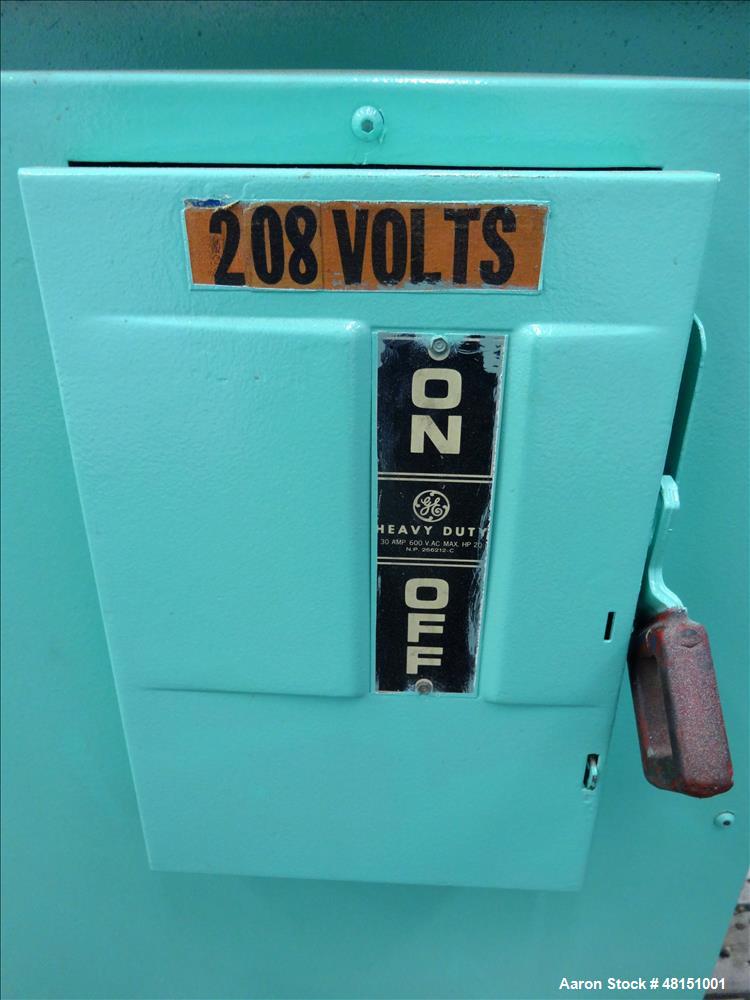 208 VOLTS
ON
GE
HEAVY DUTY
30 AMP 600 V.AC MAX. HP 20
N.P. 266212-C
OFF
Aaron Stock # 48151001